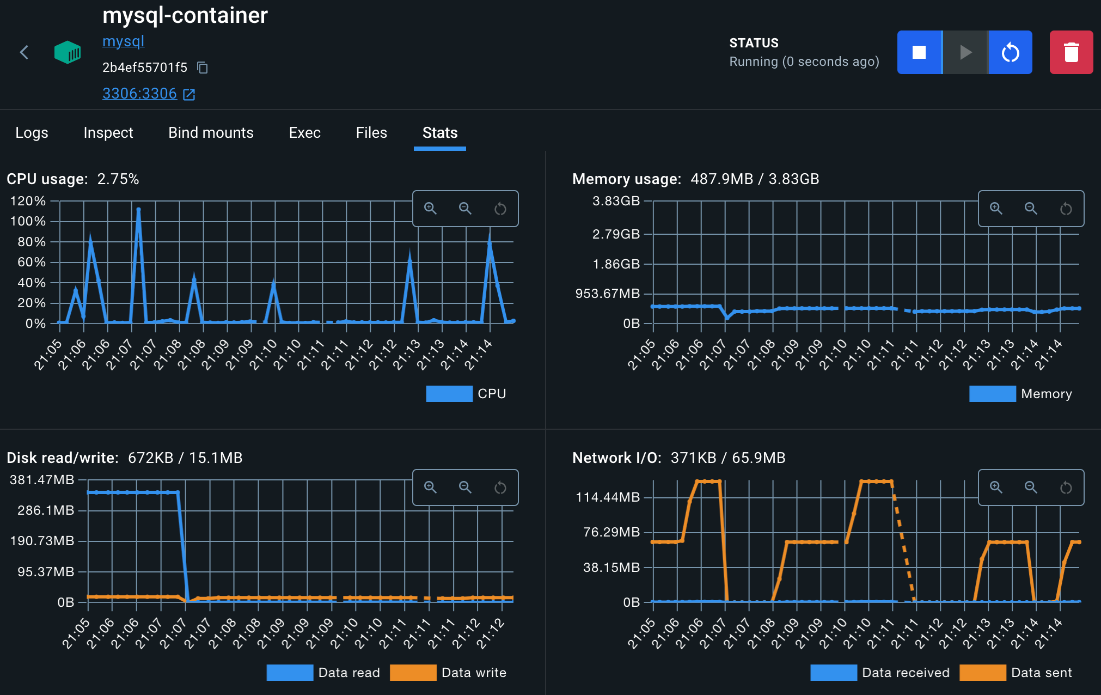 mysql-container
mysql
2b4ef55701f5
3306:3306
STATUS
Running (0 seconds ago)
Logs Inspect Bind mounts Exec Files Stats
CPU usage: 2.75%
120%
100%
80%
60%
40%
20%
0%
21:05 21:06 21:06 21:07 21:07 21:08 21:08 21:09 21:10 21:10 21:11 21:11 21:11 21:12 21:12 21:13 21:13 21:14 21:14
CPU
Memory usage: 487.9MB / 3.83GB
3.83GB
2.79GB
1.86GB
953.67MB
0B
21:05 21:06 21:06 21:07 21:07 21:08 21:09 21:09 21:10 21:10 21:11 21:11 21:12 21:12 21:13 21:13 21:14 21:14
Memory
Disk read/write: 672KB / 15.1MB
381.47MB
286.1MB
190.73MB
95.37MB
0B
21:05 21:05 21:06 21:06 21:07 21:07 21:08 21:08 21:08 21:09 21:09 21:10 21:10 21:10 21:11 21:11 21:12 21:12
Data read
Data write
Network I/O: 371KB / 65.9MB
114.44MB
76.29MB
38.15MB
0B
21:05 21:06 21:06 21:07 21:07 21:08 21:09 21:09 21:10 21:10 21:11 21:11 21:12 21:12 21:13 21:13 21:14 21:14
Data received
Data sent